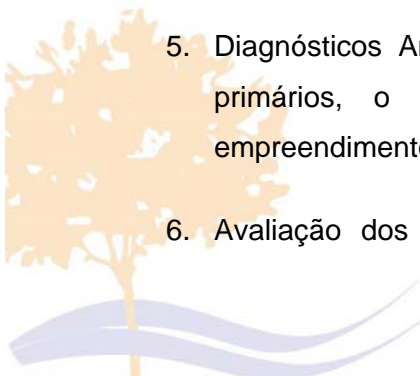 5. Diagnósticos
primários, o
6. Avaliação dos